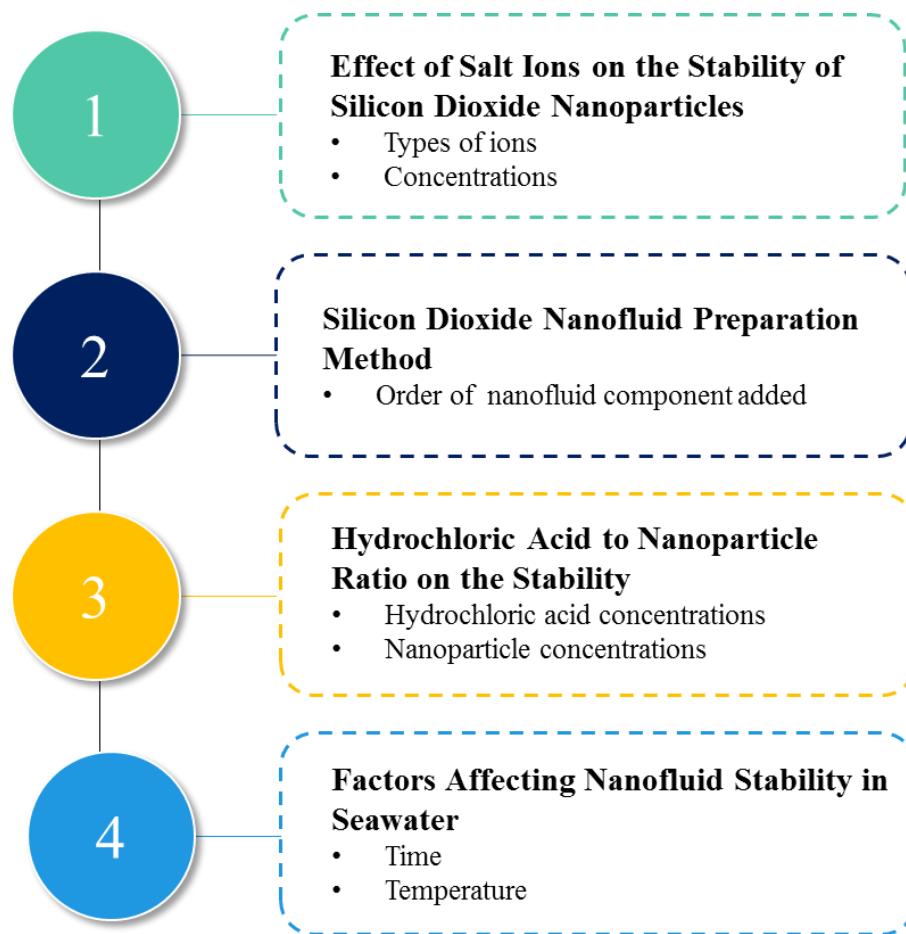 1
Effect of Salt Ions on the Stability of
Silicon Dioxide Nanoparticles
• Types of ions
• Concentrations
2
Silicon Dioxide Nanofluid Preparation
Method
• Order of nanofluid component added
3
Hydrochloric Acid to Nanoparticle
Ratio on the Stability
• Hydrochloric acid concentrations
• Nanoparticle concentrations
4
Factors Affecting Nanofluid Stability in
Seawater
• Time
• Temperature